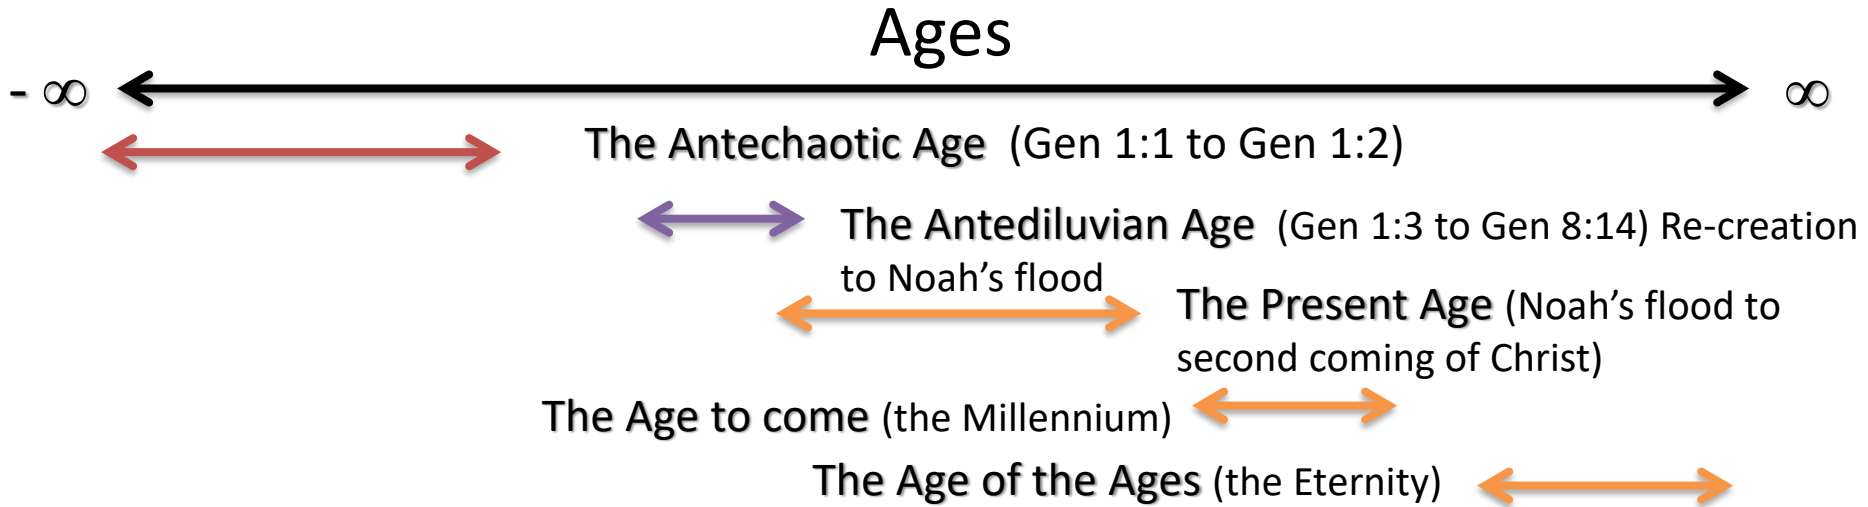 Ages
- ∞ ∞
The Antechaotic Age (Gen 1:1 to Gen 1:2)
The Antediluvian Age (Gen 1:3 to Gen 8:14) Re-creation
to Noah’s flood
The Present Age (Noah’s flood to
second coming of Christ)
The Age to come (the Millennium)
The Age of the Ages (the Eternity)